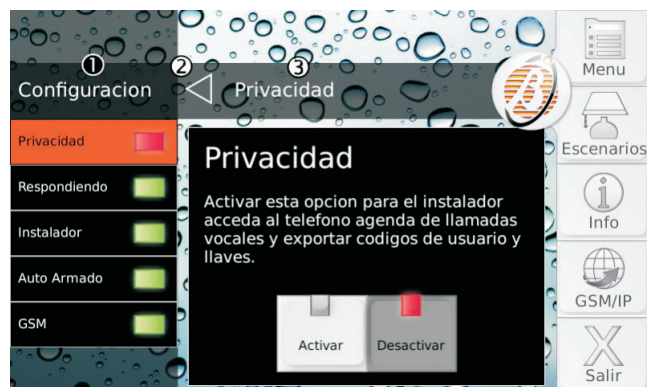 1
2
3
Configuracion
Privacidad
Menu
Privacidad
Respondiendo
Instalador
Auto Armado
GSM
Privacidad
Activar esta opcion para el instalador
acceda al telefono agenda de llamadas
vocales y exportar codigos de usuario y
llaves.
Activar
Desactivar
Escenarios
Info
GSM/IP
Salir